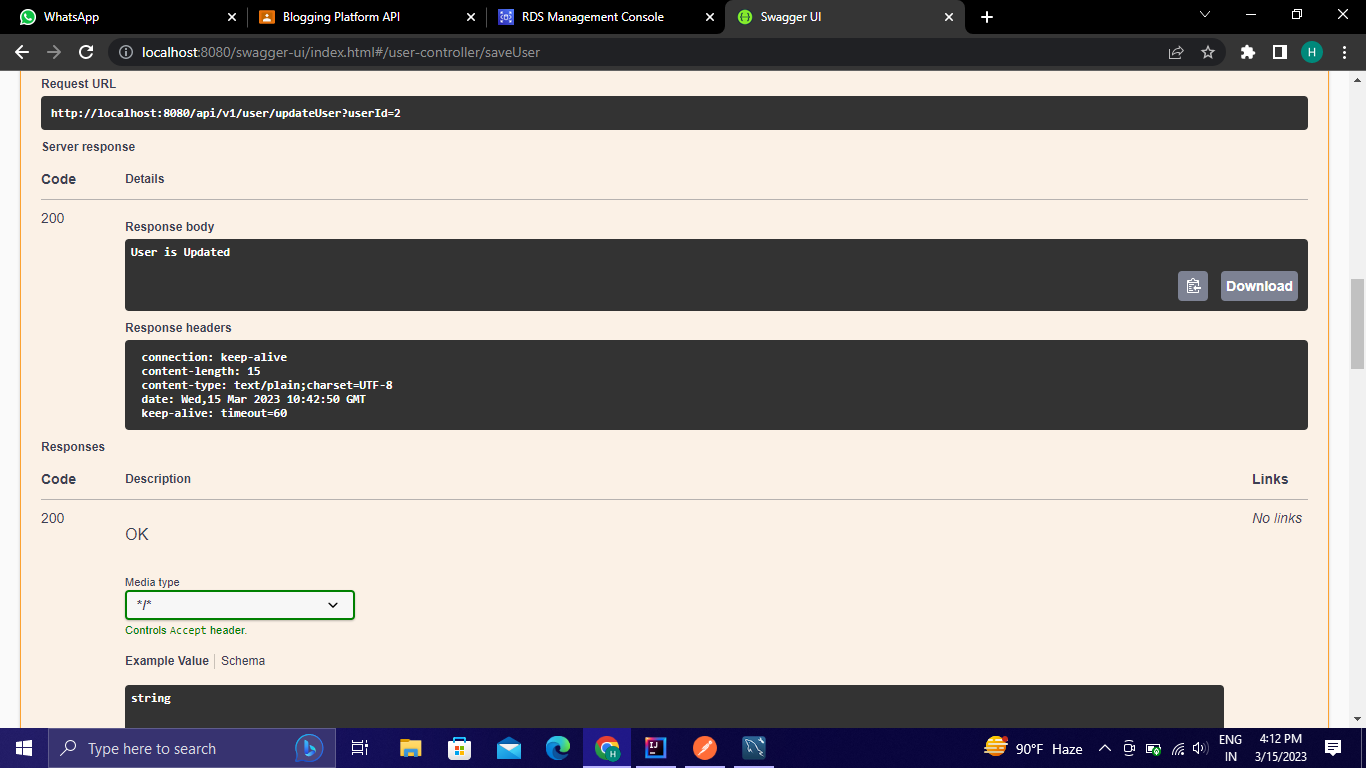 WhatsApp
Blogging Platform API
RDS Management Console
Swagger UI
localhost:8080/swagger-ui/index.html#/user-controller/saveUser
H
Request URL
http://localhost:8080/api/v1/user/updateUser?userId=2
Server response
Code Details
200
Response body
User is Updated
Download
Response headers
connection: keep-alive
content-length: 15
content-type: text/plain;charset=UTF-8
date: Wed,15 Mar 2023 10:42:50 GMT
keep-alive: timeout=60
Responses
Code Description Links
200
OK
No links
Media type
*/*
Controls Accept header.
Example Value Schema
string
Type here to search
90°F Haze
ENG
IN
4:12 PM
3/15/2023